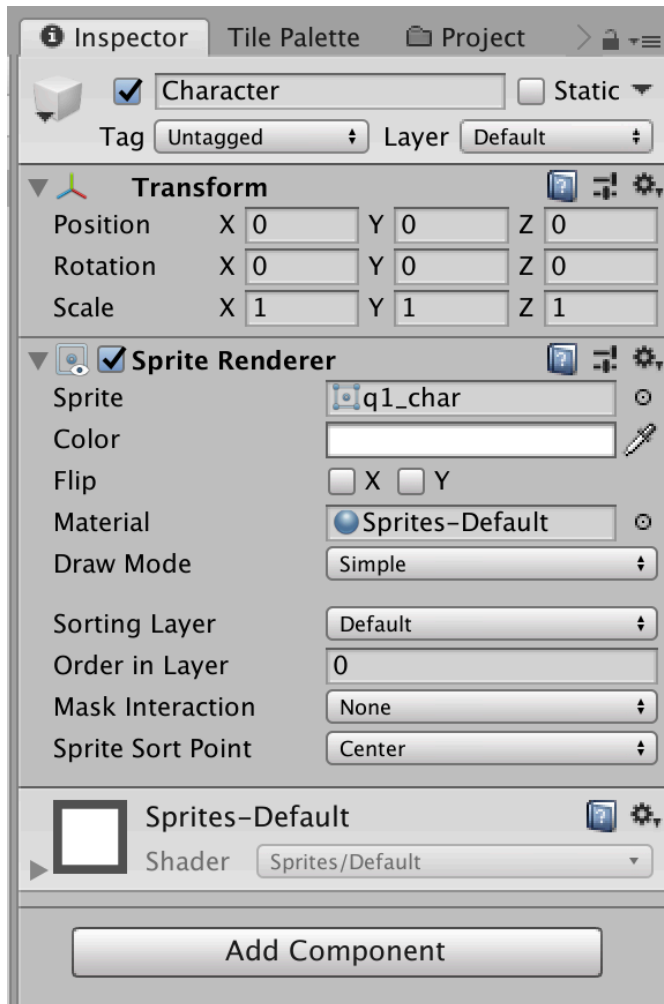 Inspector Tile Palette Project
Character Static
Tag Untagged Layer Default
Transform
Position X 0 Y 0 Z 0
Rotation X 0 Y 0 Z 0
Scale X 1 Y 1 Z 1
Sprite Renderer
Sprite q1_char
Color
Flip X Y
Material Sprites-Default
Draw Mode Simple
Sorting Layer Default
Order in Layer 0
Mask Interaction None
Sprite Sort Point Center
Sprites-Default
Shader Sprites/Default
Add Component